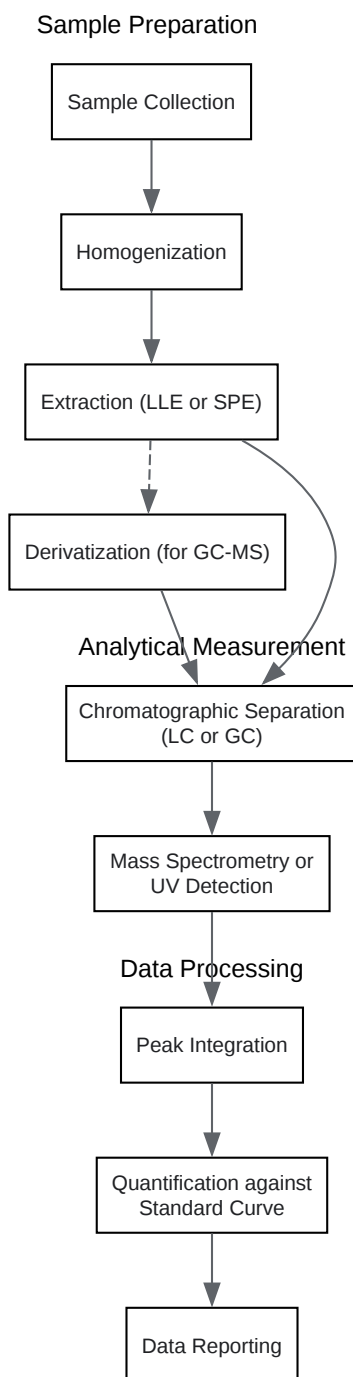 Sample Preparation
Sample Collection
Homogenization
Extraction (LLE or SPE)
Derivatization (for GC-MS)
Analytical Measurement
Chromatographic Separation
(LC or GC)
Mass Spectrometry or
UV Detection
Data Processing
Peak Integration
Quantification against
Standard Curve
Data Reporting